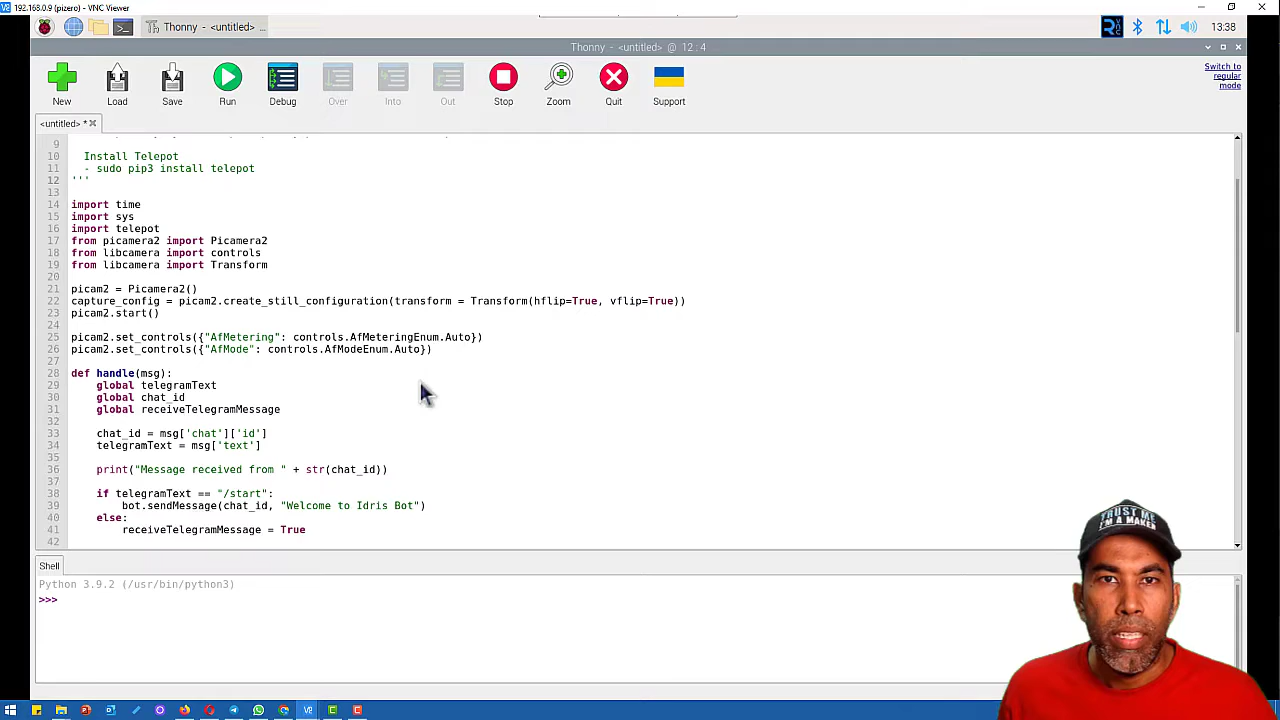 192.168.0.9 (pizero) - VNC Viewer
Thonny - <untitled> ...
13:38
Thonny - <untitled> @ 12:4
New
Load
Save
Run
Debug
Over
Into
Out
Stop
Zoom
Quit
Support
Switch to
regular
mode
<untitled> *
9
10 Install Telepot
11 - sudo pip3 install telepot
12 '''
13
14 import time
15 import sys
16 import telepot
17 from picamera2 import Picamera2
18 from libcamera import controls
19 from libcamera import Transform
20
21 picam2 = Picamera2()
22 capture_config = picam2.create_still_configuration(transform = Transform(hflip=True, vflip=True))
23 picam2.start()
24
25 picam2.set_controls({"AfMetering": controls.AfMeteringEnum.Auto})
26 picam2.set_controls({"AfMode": controls.AfModeEnum.Auto})
27
28 def handle(msg):
29 global telegramText
30 global chat_id
31 global receiveTelegramMessage
32
33 chat_id = msg['chat']['id']
34 telegramText = msg['text']
35
36 print("Message received from " + str(chat_id))
37
38 if telegramText == "/start":
39 bot.sendMessage(chat_id, "Welcome to Idris Bot")
40 else:
41 receiveTelegramMessage = True
42
Shell
Python 3.9.2 (/usr/bin/python3)
>>>
TRUST ME
I'M A MAKER